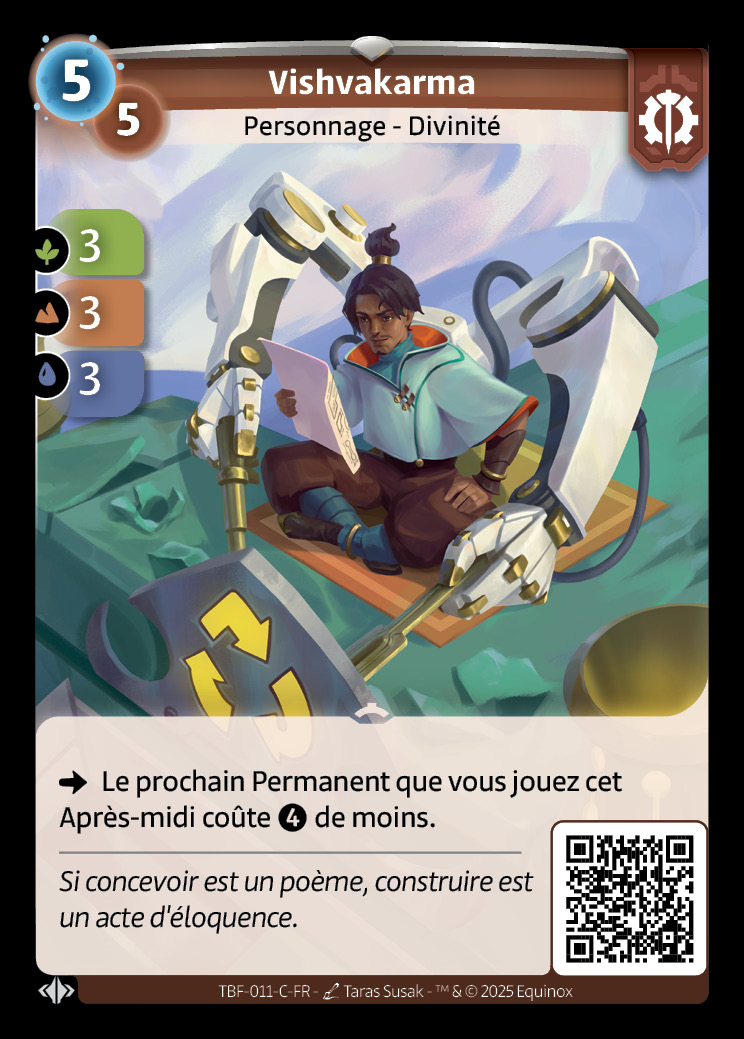 5
Vishvakarma
5
Personnage - Divinité
3
3
3
Le prochain Permanent que vous jouez cet
Après-midi coûte 4 de moins.
Si concevoir est un poème, construire est
un acte d'éloquence.
TBF-011-C-FR - Taras Susak - ™ & © 2025 Equinox